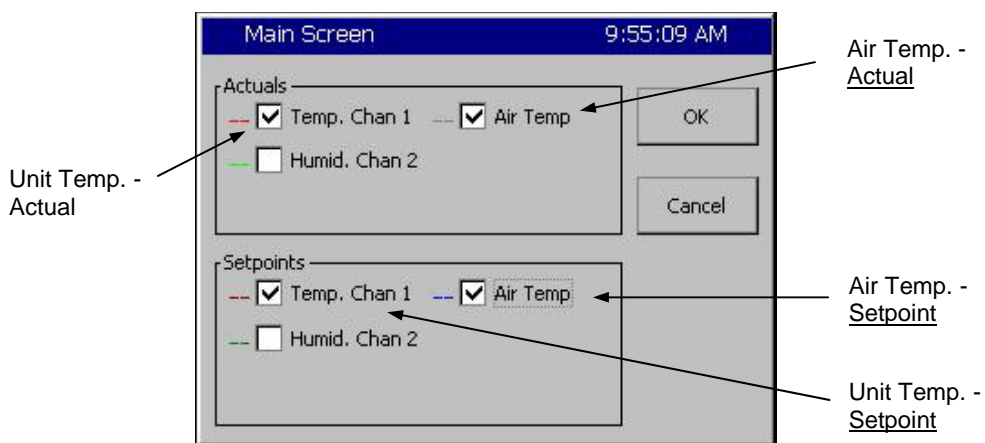 Main Screen 9:55:09 AM
Air Temp. -
Actual
Actuals
Temp. Chan 1 Air Temp
OK
Humid. Chan 2
Unit Temp. -
Actual
Cancel
Setpoints
Temp. Chan 1 Air Temp
Air Temp. -
Setpoint
Humid. Chan 2
Unit Temp. -
Setpoint